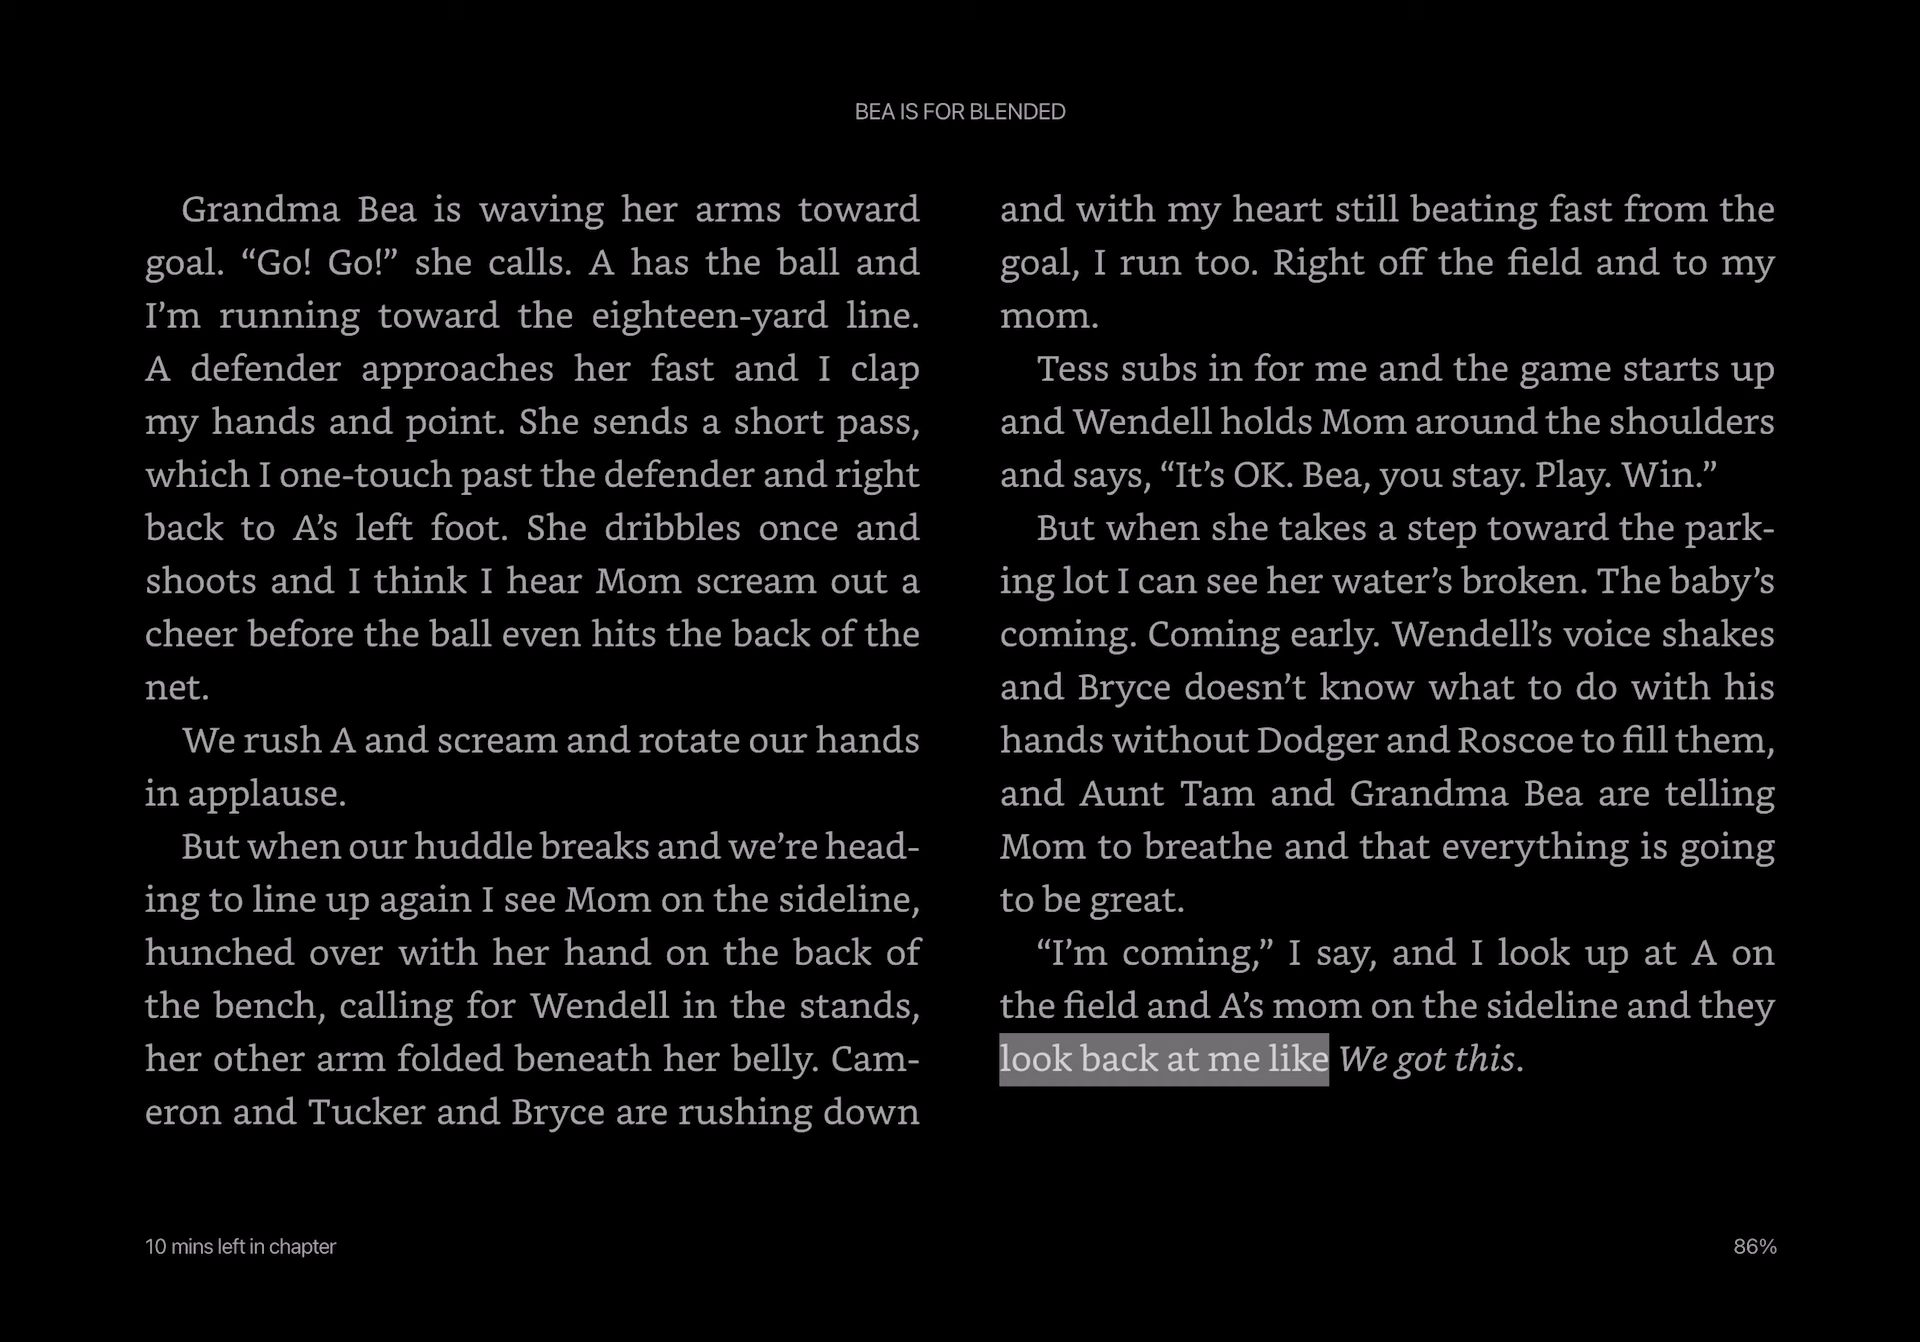 BEA IS FOR BLENDED
Grandma Bea is waving her arms toward
goal. “Go! Go!” she calls. A has the ball and
I’m running toward the eighteen-yard line.
A defender approaches her fast and I clap
my hands and point. She sends a short pass,
which I one-touch past the defender and right
back to A’s left foot. She dribbles once and
shoots and I think I hear Mom scream out a
cheer before the ball even hits the back of the
net.
We rush A and scream and rotate our hands
in applause.
But when our huddle breaks and we’re head-
ing to line up again I see Mom on the sideline,
hunched over with her hand on the back of
the bench, calling for Wendell in the stands,
her other arm folded beneath her belly. Cam-
eron and Tucker and Bryce are rushing down
and with my heart still beating fast from the
goal, I run too. Right off the field and to my
mom.
Tess subs in for me and the game starts up
and Wendell holds Mom around the shoulders
and says, “It’s OK. Bea, you stay. Play. Win.”
But when she takes a step toward the park-
ing lot I can see her water’s broken. The baby’s
coming. Coming early. Wendell’s voice shakes
and Bryce doesn’t know what to do with his
hands without Dodger and Roscoe to fill them,
and Aunt Tam and Grandma Bea are telling
Mom to breathe and that everything is going
to be great.
“I’m coming,” I say, and I look up at A on
the field and A’s mom on the sideline and they
look back at me like We got this.
10 mins left in chapter
86%